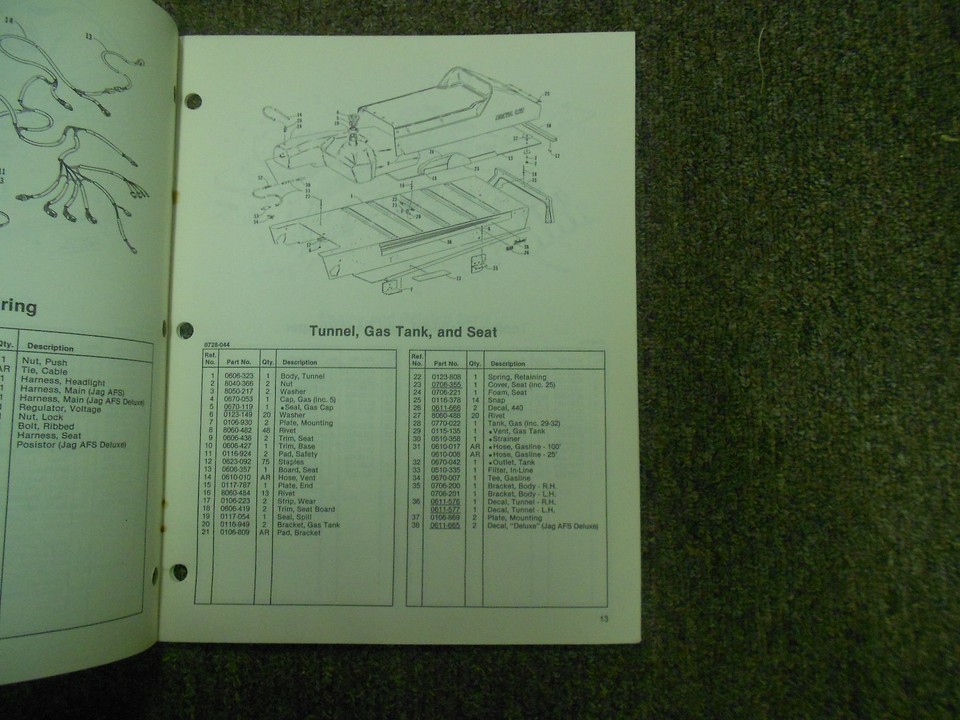 14
13
11
3
ring
Qty. Description
1 Nut, Push
AR Tie, Cable
1 Harness, Headlight
1 Harness, Main (Jag AFS)
1 Harness, Main (Jag AFS Deluxe)
Regulator, Voltage
Nut, Lock
Bolt, Ribbed
Harness, Seat
Posistor (Jag AFS Deluxe)
Tunnel, Gas Tank, and Seat
0726-044
Ref. No. Part No. Qty. Description
1 0606-323 1 Body, Tunnel
2 8040-366 2 Nut
3 8050-217 2 Washer
4 0670-053 1 Cap, Gas (inc. 5)
5 0670-119 1 •Seal, Gas Cap
6 0123-149 20 Washer
7 0106-930 2 Plate, Mounting
8 8060-482 48 Rivet
9 0606-438 2 Trim, Seat
10 0606-427 1 Trim, Base
11 0116-924 2 Pad, Safety
12 0623-092 75 Staples
13 0606-357 1 Board, Seat
14 0610-010 AR Hose, Vent
15 0117-787 1 Plate, End
16 8060-484 13 Rivet
17 0106-223 2 Strip, Wear
18 0606-419 2 Trim, Seat Board
19 0117-054 1 Seal, Spill
20 0116-949 2 Bracket, Gas Tank
21 0106-809 AR Pad, Bracket
Ref. No. Part No. Qty. Description
22 0123-808 1 Spring, Retaining
23 0706-355 1 Cover, Seat (inc. 25)
24 0706-221 1 Foam, Seat
25 0116-378 14 Snap
26 0611-666 2 Decal, 440
27 8060-488 20 Rivet
28 0770-022 1 Tank, Gas (inc. 29-32)
29 0115-135 1 •Vent, Gas Tank
30 0510-358 1 •Strainer
31 0610-017 AR •Hose, Gasline - 100'
0610-008 AR •Hose, Gasline - 25'
32 0670-042 1 •Outlet, Tank
33 0610-335 1 Filter, In-Line
34 0670-007 1 Tee, Gasline
35 0706-200 1 Bracket, Body - R.H.
0706-201 1 Bracket, Body - L.H.
36 0611-576 1 Decal, Tunnel - R.H.
0611-577 1 Decal, Tunnel - L.H.
37 0106-869 2 Plate, Mounting
38 0611-665 2 Decal, "Deluxe" (Jag AFS Deluxe)
13